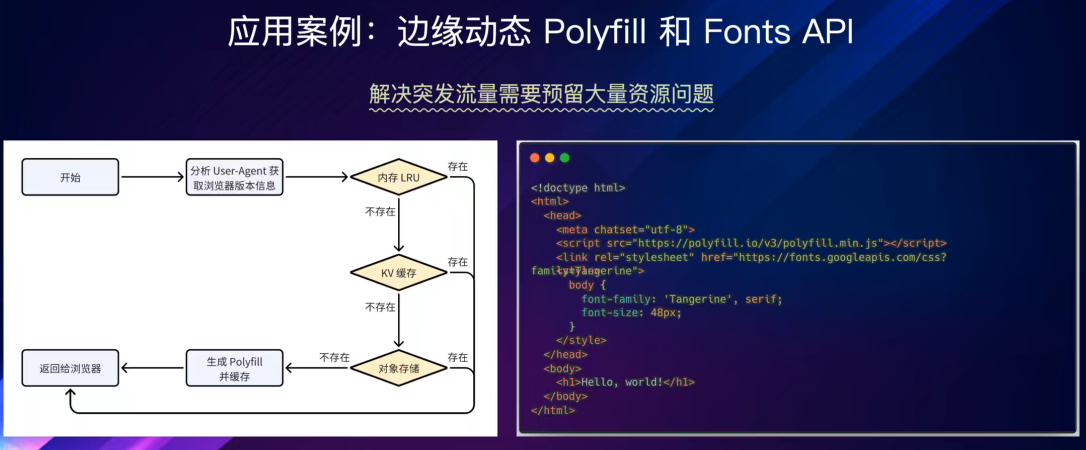 应用案例：边缘动态 Polyfill 和 Fonts API
解决突发流量需要预留大量资源问题
开始
分析 User-Agent 获
取浏览器版本信息
内存 LRU
存在
不存在
KV 缓存
存在
不存在
对象存储
存在
不存在
生成 Polyfill
并缓存
返回给浏览器
<!doctype html>
<html>
<head>
<meta chatset="utf-8">
<script src="https://polyfill.io/v3/polyfill.min.js"></script>
<link rel="stylesheet" href="https://fonts.googleapis.com/css?
body {
font-family: 'Tangerine', serif;
font-size: 48px;
}
</style>
</head>
<body>
<h1>Hello, world!</h1>
</body>
</html>